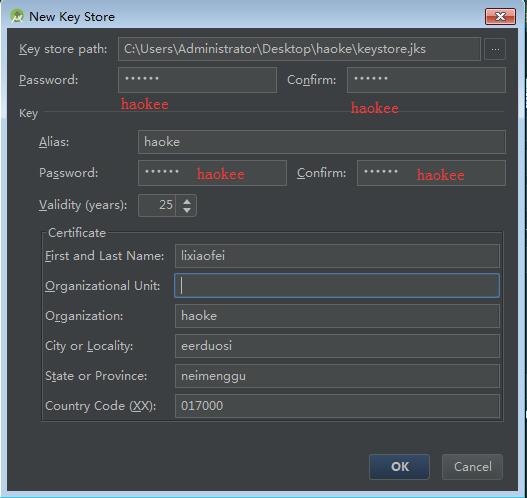 New Key Store
Key store path: C:\Users\Administrator\Desktop\haoke\keystore.jks ...
Password: •••••• Confirm: ••••••
haokee haokee
Key
Alias: haoke
Password: •••••• haokee Confirm: •••••• haokee
Validity (years): 25
Certificate
First and Last Name: lixiaofei
Organizational Unit:
Organization: haoke
City or Locality: eerduosi
State or Province: neimenggu
Country Code (XX): 017000
OK Cancel